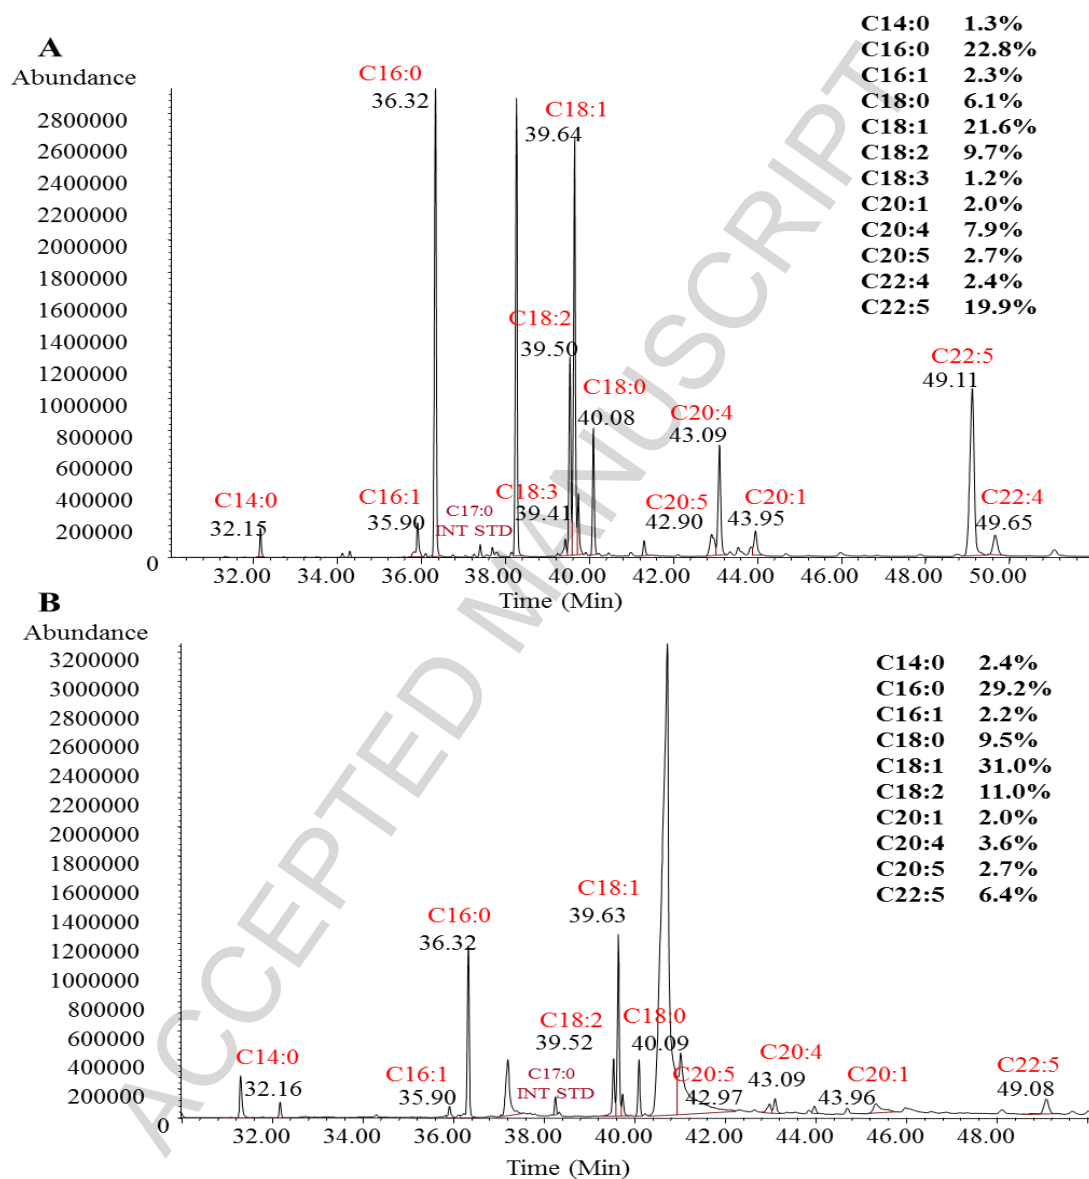 A
Abundance
C14:0 1.3%
C16:0 22.8%
C16:1 2.3%
C18:0 6.1%
C18:1 21.6%
C18:2 9.7%
C18:3 1.2%
C20:1 2.0%
C20:4 7.9%
C20:5 2.7%
C22:4 2.4%
C22:5 19.9%
2800000
2600000
2400000
2200000
2000000
1800000
1600000
1400000
1200000
1000000
800000
600000
400000
200000
0
C14:0
32.15
C16:1
35.90
C16:0
36.32
C17:0
INT STD
C18:3
39.41
C18:2
39.50
C18:1
39.64
C18:0
40.08
C20:5
42.90
C20:4
43.09
C20:1
43.95
C22:5
49.11
C22:4
49.65
32.00 34.00 36.00 38.00 40.00 42.00 44.00 46.00 48.00 50.00
Time (Min)
B
Abundance
C14:0 2.4%
C16:0 29.2%
C16:1 2.2%
C18:0 9.5%
C18:1 31.0%
C18:2 11.0%
C20:1 2.0%
C20:4 3.6%
C20:5 2.7%
C22:5 6.4%
3200000
3000000
2800000
2600000
2400000
2200000
2000000
1800000
1600000
1400000
1200000
1000000
800000
600000
400000
200000
0
C14:0
32.16
C16:1
35.90
C16:0
36.32
C17:0
INT STD
C18:2
39.52
C18:1
39.63
C18:0
40.09
C20:5
42.97
C20:4
43.09
C20:1
43.96
C22:5
49.08
32.00 34.00 36.00 38.00 40.00 42.00 44.00 46.00 48.00
Time (Min)
ACCEPTED MANUSCRIPT